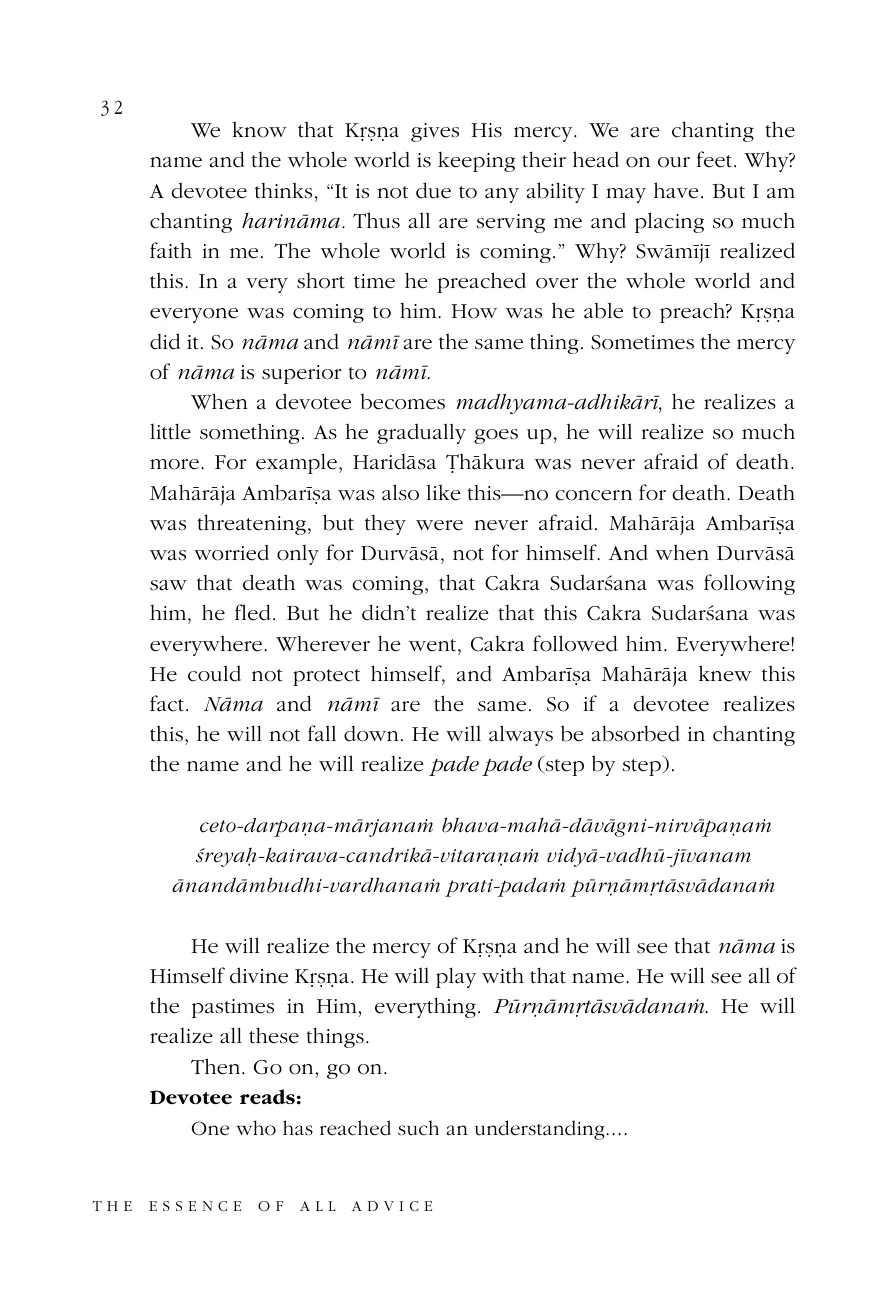 32
We know that Kṛṣṇa gives His mercy. We are chanting the
name and the whole world is keeping their head on our feet. Why?
A devotee thinks, “It is not due to any ability I may have. But I am
chanting harināma. Thus all are serving me and placing so much
faith in me. The whole world is coming.” Why? Swāmījī realized
this. In a very short time he preached over the whole world and
everyone was coming to him. How was he able to preach? Kṛṣṇa
did it. So nāma and nāmī are the same thing. Sometimes the mercy
of nāma is superior to nāmī.
When a devotee becomes madhyama-adhikārī, he realizes a
little something. As he gradually goes up, he will realize so much
more. For example, Haridāsa Ṭhākura was never afraid of death.
Mahārāja Ambarīṣa was also like this—no concern for death. Death
was threatening, but they were never afraid. Mahārāja Ambarīṣa
was worried only for Durvāsā, not for himself. And when Durvāsā
saw that death was coming, that Cakra Sudarśana was following
him, he fled. But he didn’t realize that this Cakra Sudarśana was
everywhere. Wherever he went, Cakra followed him. Everywhere!
He could not protect himself, and Ambarīṣa Mahārāja knew this
fact. Nāma and nāmī are the same. So if a devotee realizes
this, he will not fall down. He will always be absorbed in chanting
the name and he will realize pade pade (step by step).
ceto-darpaṇa-mārjanaṁ bhava-mahā-dāvāgni-nirvāpaṇaṁ
śreyaḥ-kairava-candrikā-vitaraṇaṁ vidyā-vadhū-jīvanam
ānandāmbudhi-vardhanaṁ prati-padaṁ pūrṇāmṛtāsvādanaṁ
He will realize the mercy of Kṛṣṇa and he will see that nāma is
Himself divine Kṛṣṇa. He will play with that name. He will see all of
the pastimes in Him, everything. Pūrṇāmṛtāsvādanaṁ. He will
realize all these things.
Then. Go on, go on.
Devotee reads:
One who has reached such an understanding....
THE ESSENCE OF ALL ADVICE